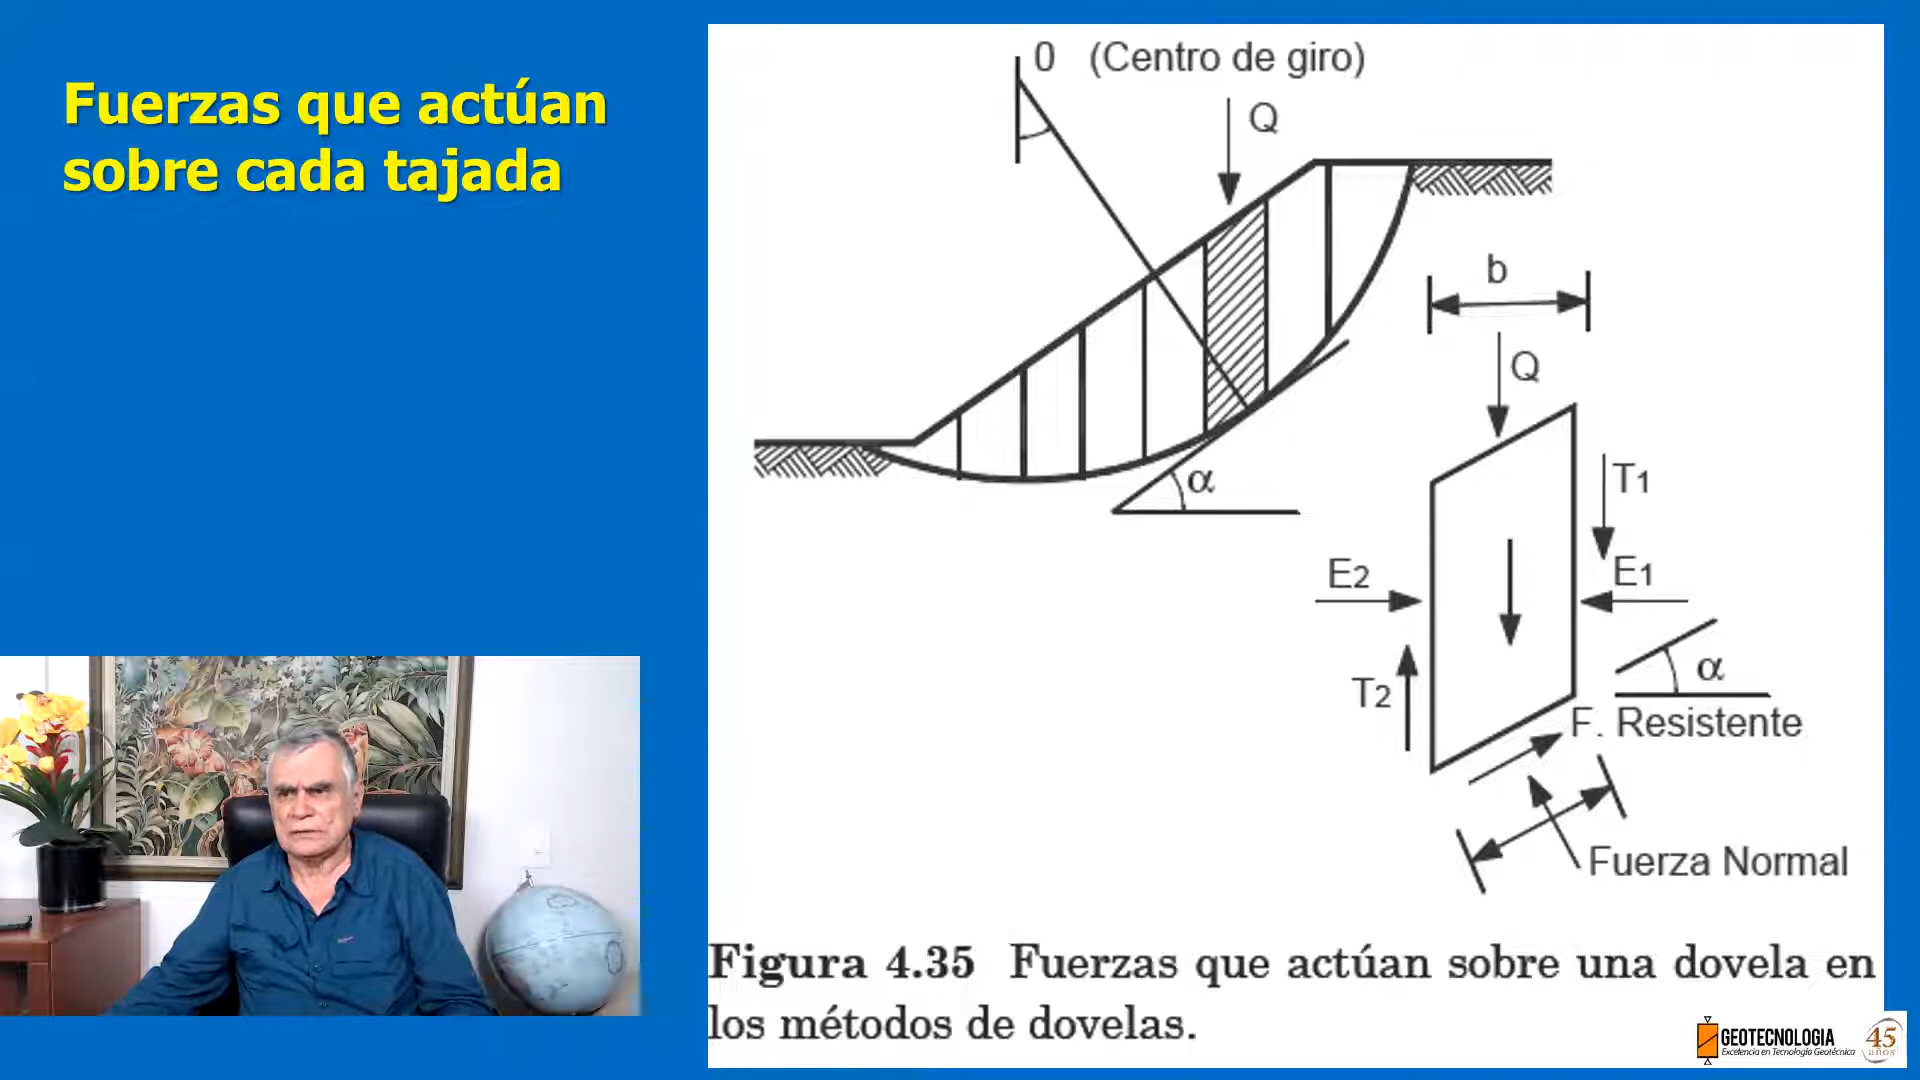 Fuerzas que actúan
sobre cada tajada
0 (Centro de giro)
Q
α
b
Q
T1
E2
E1
T2
α
F. Resistente
Fuerza Normal
Figura 4.35 Fuerzas que actúan sobre una dovela en
los métodos de dovelas.
GEOTECNOLOGIA
Excelencia en Tecnología Geotécnica
45
años